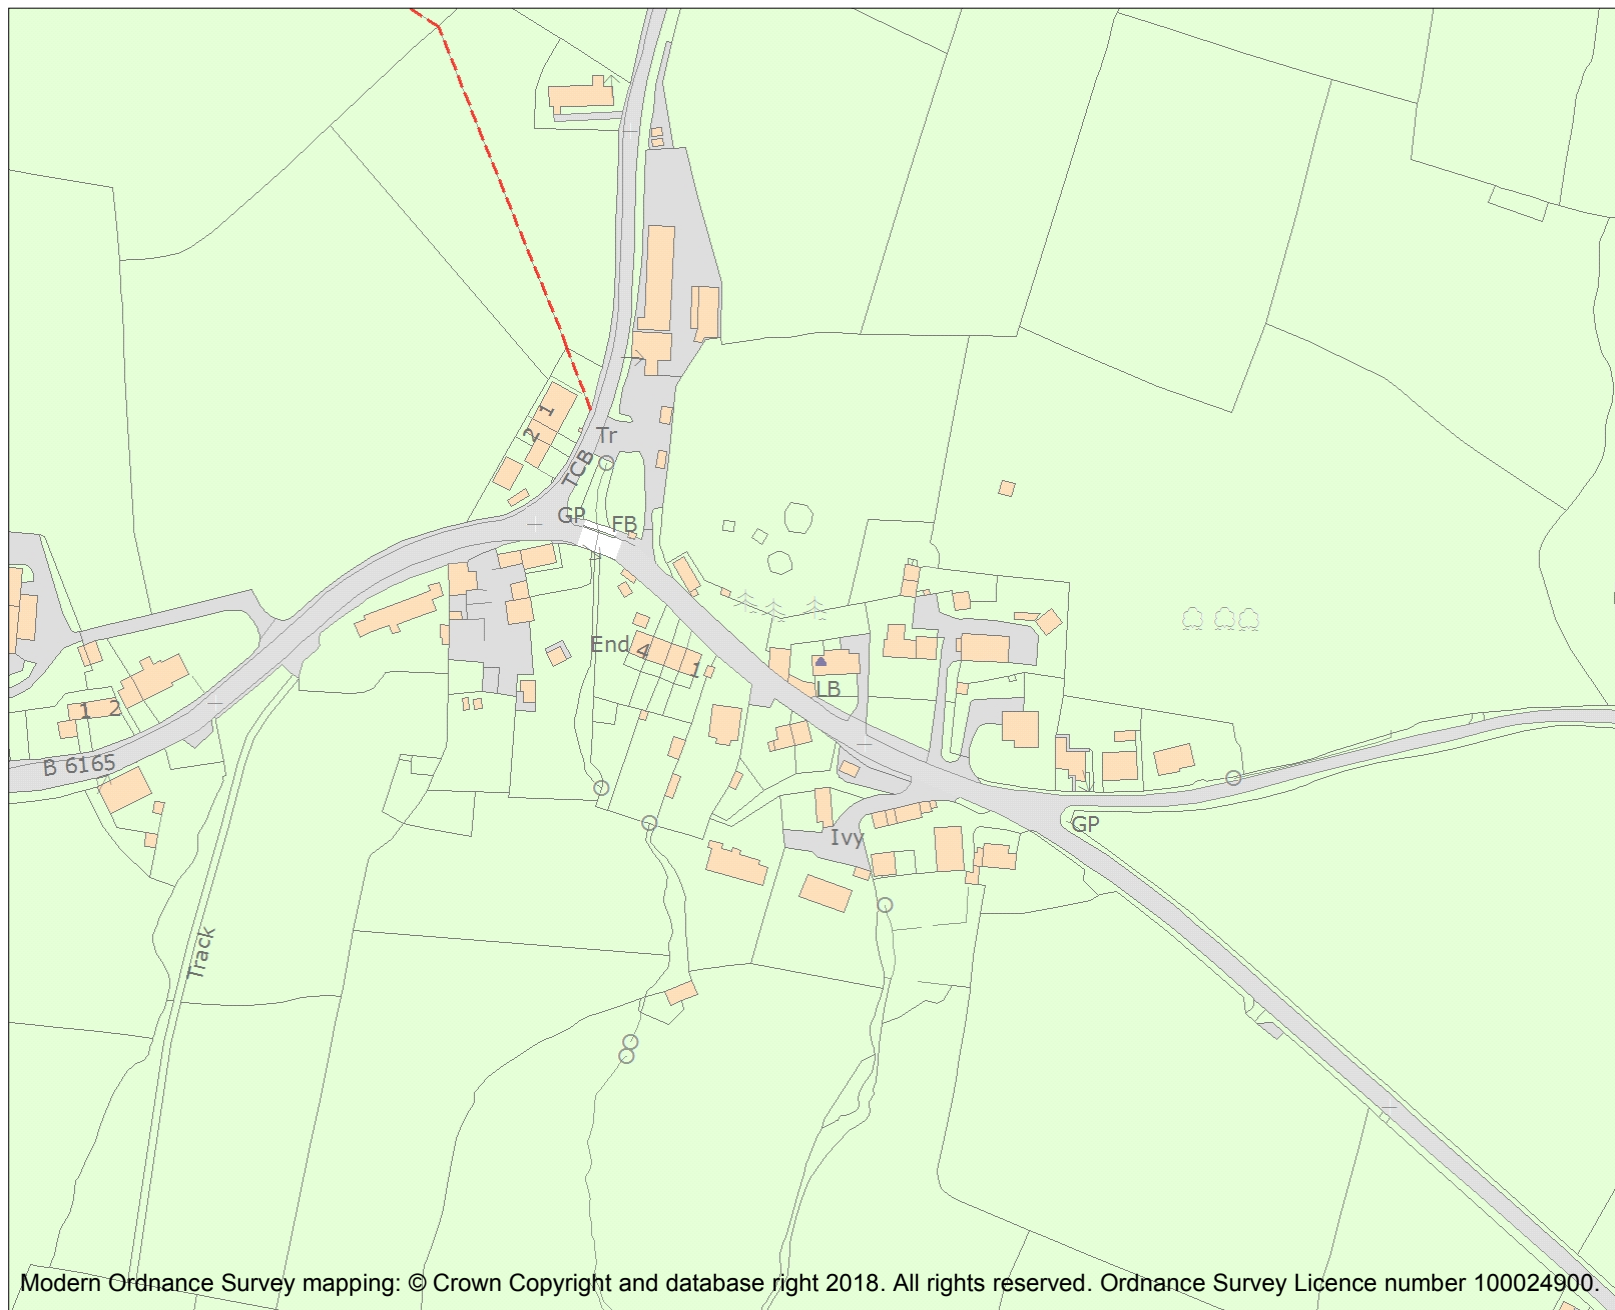 1
2
Tr
TCB
GP
FB
End
4
1
LB
1
2
B 6165
GP
Ivy
Track
Modern Ordnance Survey mapping: © Crown Copyright and database right 2018. All rights reserved. Ordnance Survey Licence number 100024900.